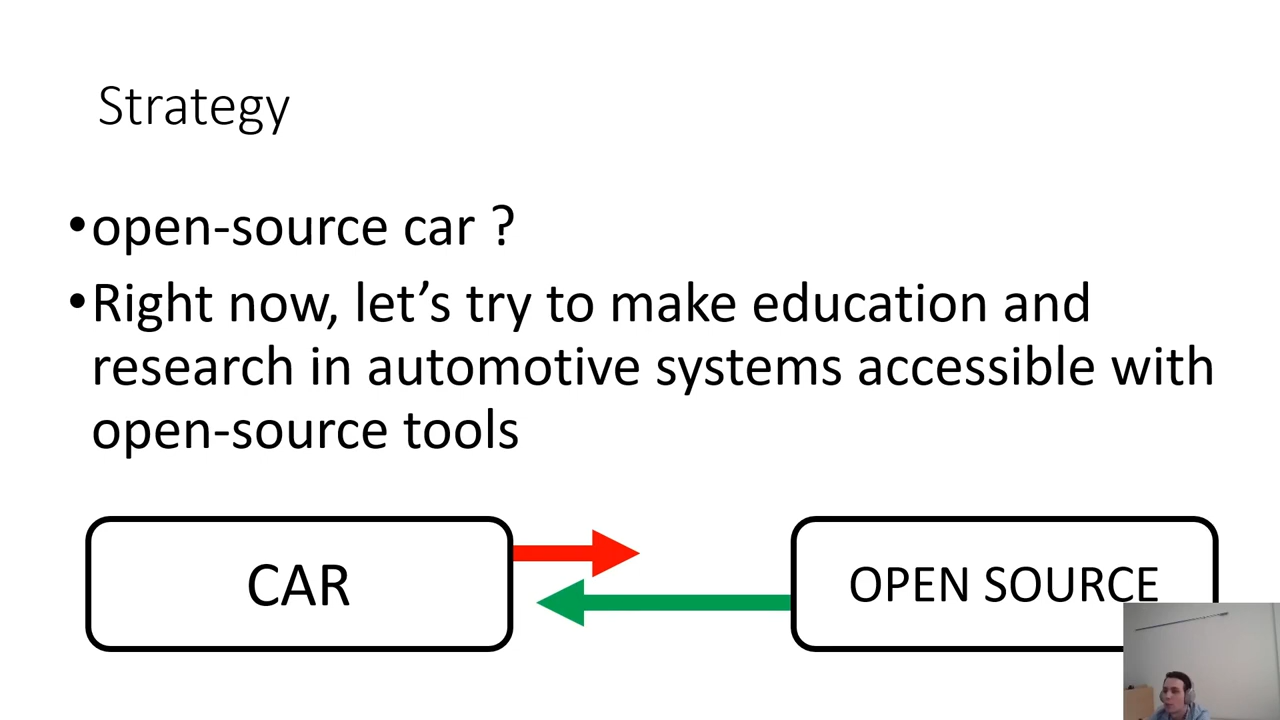 Strategy
•open-source car ?
•Right now, let’s try to make education and
research in automotive systems accessible with
open-source tools
CAR
OPEN SOURCE